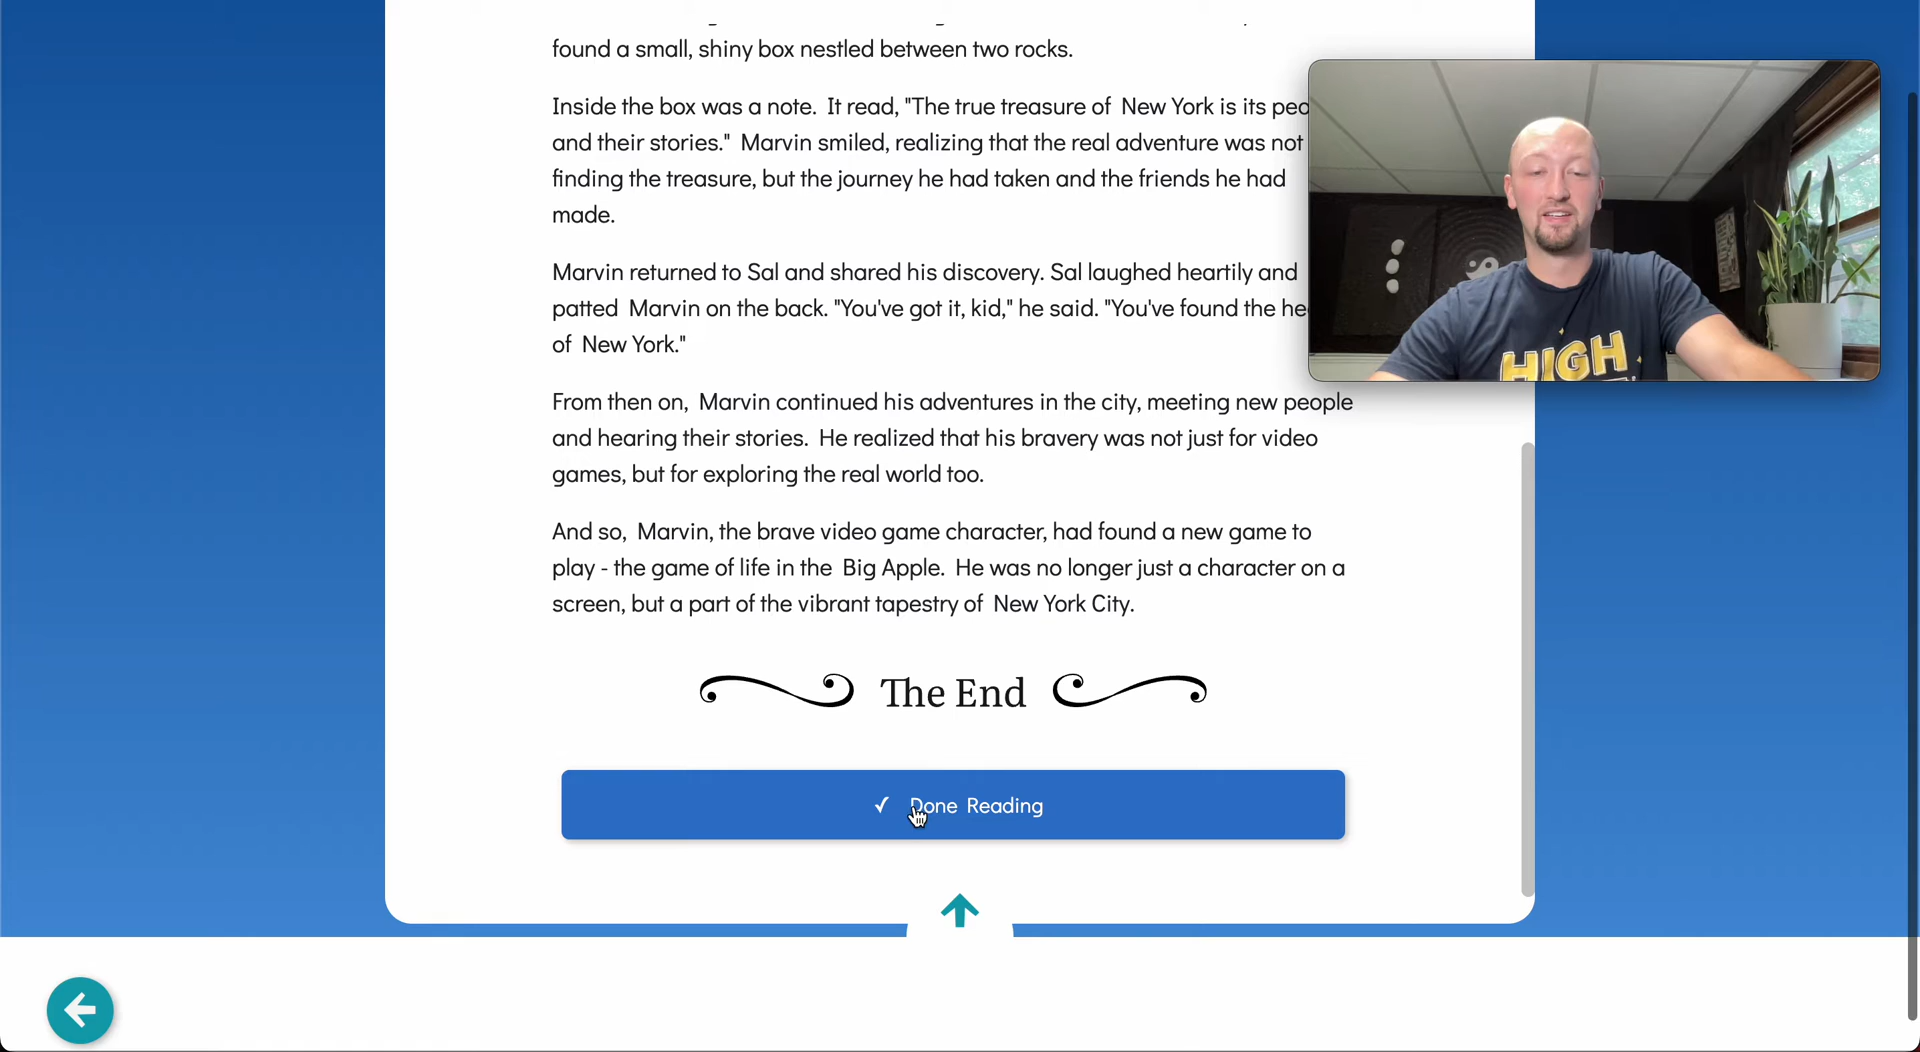 found a small, shiny box nestled between two rocks.
Inside the box was a note. It read, "The true treasure of New York is its
and their stories." Marvin smiled, realizing that the real adventure was not
finding the treasure, but the journey he had taken and the friends he had
made.
Marvin returned to Sal and shared his discovery. Sal laughed heartily and
patted Marvin on the back. "You've got it, kid," he said. "You've found the
of New York."
From then on, Marvin continued his adventures in the city, meeting new people
and hearing their stories. He realized that his bravery was not just for video
games, but for exploring the real world too.
And so, Marvin, the brave video game character, had found a new game to
play - the game of life in the Big Apple. He was no longer just a character on a
screen, but a part of the vibrant tapestry of New York City.
The End
✓ Done Reading
HIGH